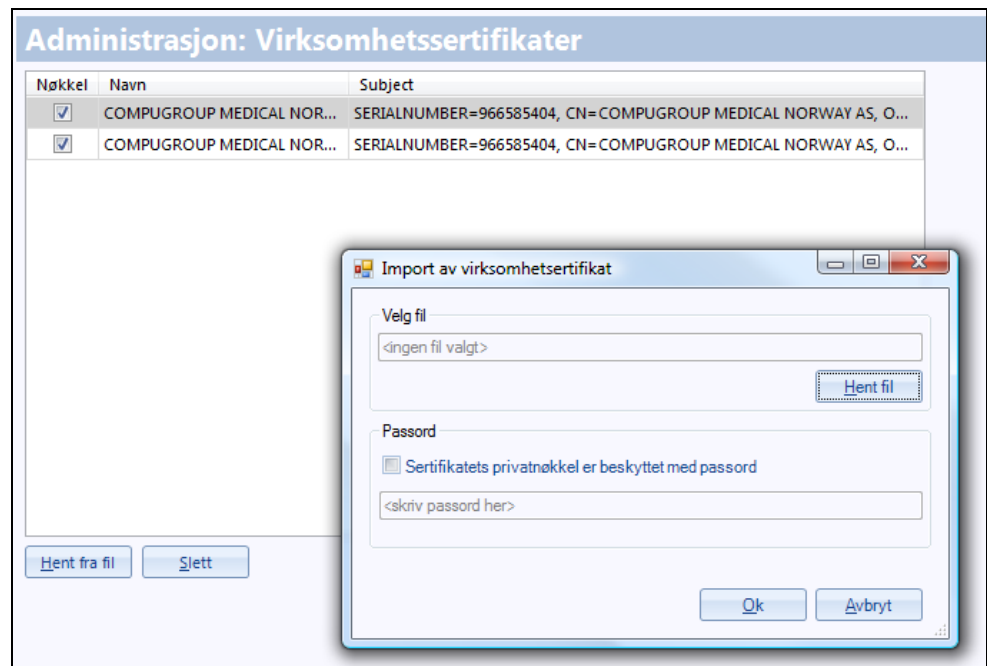 Administrasjon: Virksomhetssertifikater
Nøkkel Navn Subject
COMPUGROUP MEDICAL NOR... SERIALNUMBER=966585404, CN=COMPUGROUP MEDICAL NORWAY AS, O...
COMPUGROUP MEDICAL NOR... SERIALNUMBER=966585404, CN=COMPUGROUP MEDICAL NORWAY AS, O...
Import av virksomhetsertifikat
Velg fil
<ingen fil valgt>
Hent fil
Passord
Sertifikatets privatnøkkel er beskyttet med passord
<skriv passord her>
Hent fra fil Slett
Ok Avbryt